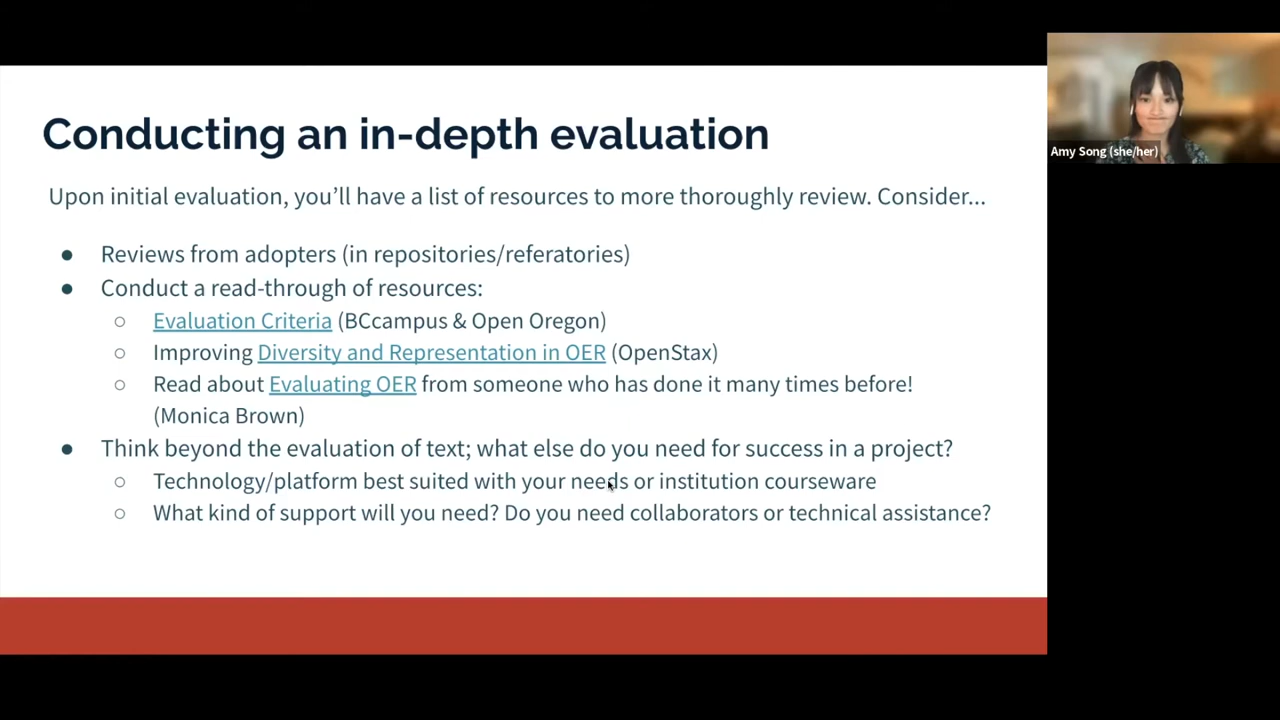 Conducting an in-depth evaluation
Upon initial evaluation, you’ll have a list of resources to more thoroughly review. Consider...
● Reviews from adopters (in repositories/referatories)
● Conduct a read-through of resources:
○ Evaluation Criteria (BCcampus & Open Oregon)
○ Improving Diversity and Representation in OER (OpenStax)
○ Read about Evaluating OER from someone who has done it many times before!
(Monica Brown)
● Think beyond the evaluation of text; what else do you need for success in a project?
○ Technology/platform best suited with your needs or institution courseware
○ What kind of support will you need? Do you need collaborators or technical assistance?
Amy Song (she/her)